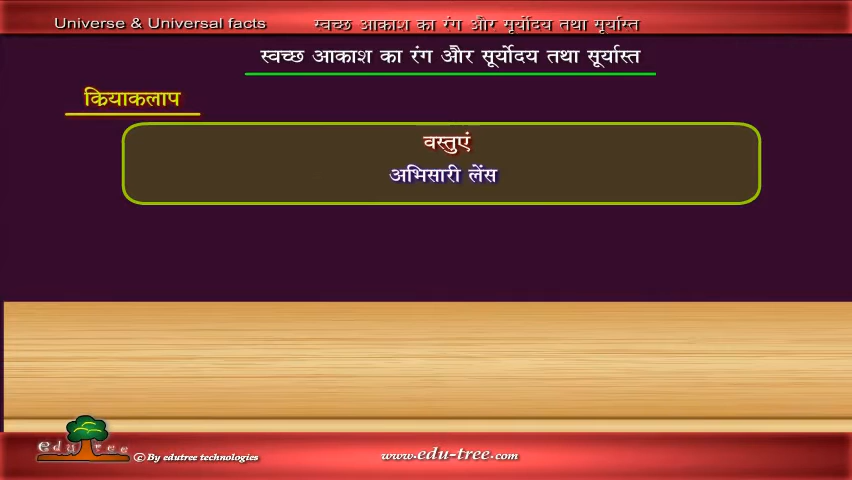 Universe & Universal facts स्वच्छ आकाश का रंग और सूर्योदय तथा सूर्यास्त
स्वच्छ आकाश का रंग और सूर्योदय तथा सूर्यास्त
क्रियाकलाप
वस्तुएं
अभिसारी लेंस
edutree © By edutree technologies www.edu-tree.com